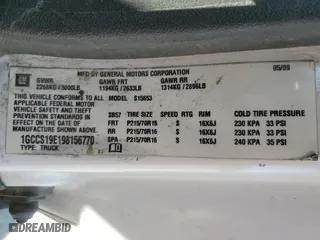 MFD BY GENERAL MOTORS CORPORATION 05/09
GM GVWR GAWR FRT GAWR RR
2268KG / 5000LB 1194KG / 2633LB 1314KG / 2896LB
THIS VEHICLE CONFORMS TO ALL MODEL S15653
APPLICABLE FEDERAL MOTOR
VEHICLE SAFETY AND THEFT
PREVENTION STANDARDS IN S857 TIRE SIZE SPEED RTG RIM COLD TIRE PRESSURE
EFFECT ON THE DATE OF FRT P215/70R16 S 16X6J 230 KPA 33 PSI
MANUFACTURE SHOWN ABOVE. RR P215/70R16 S 16X6J 230 KPA 33 PSI
1GCCS19E198156770 SPA P215/70R16 S 16X6J 240 KPA 35 PSI
TYPE: TRUCK
DRIVEN